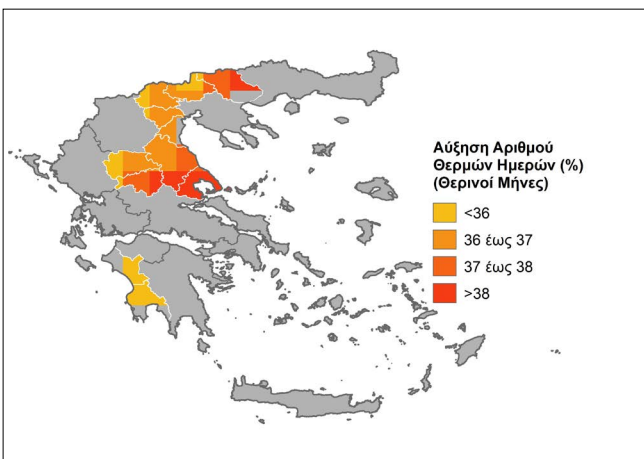 Αύξηση Αριθμού
Θερμών Ημερών (%)
(Θερινοί Μήνες)
<36
36 έως 37
37 έως 38
>38